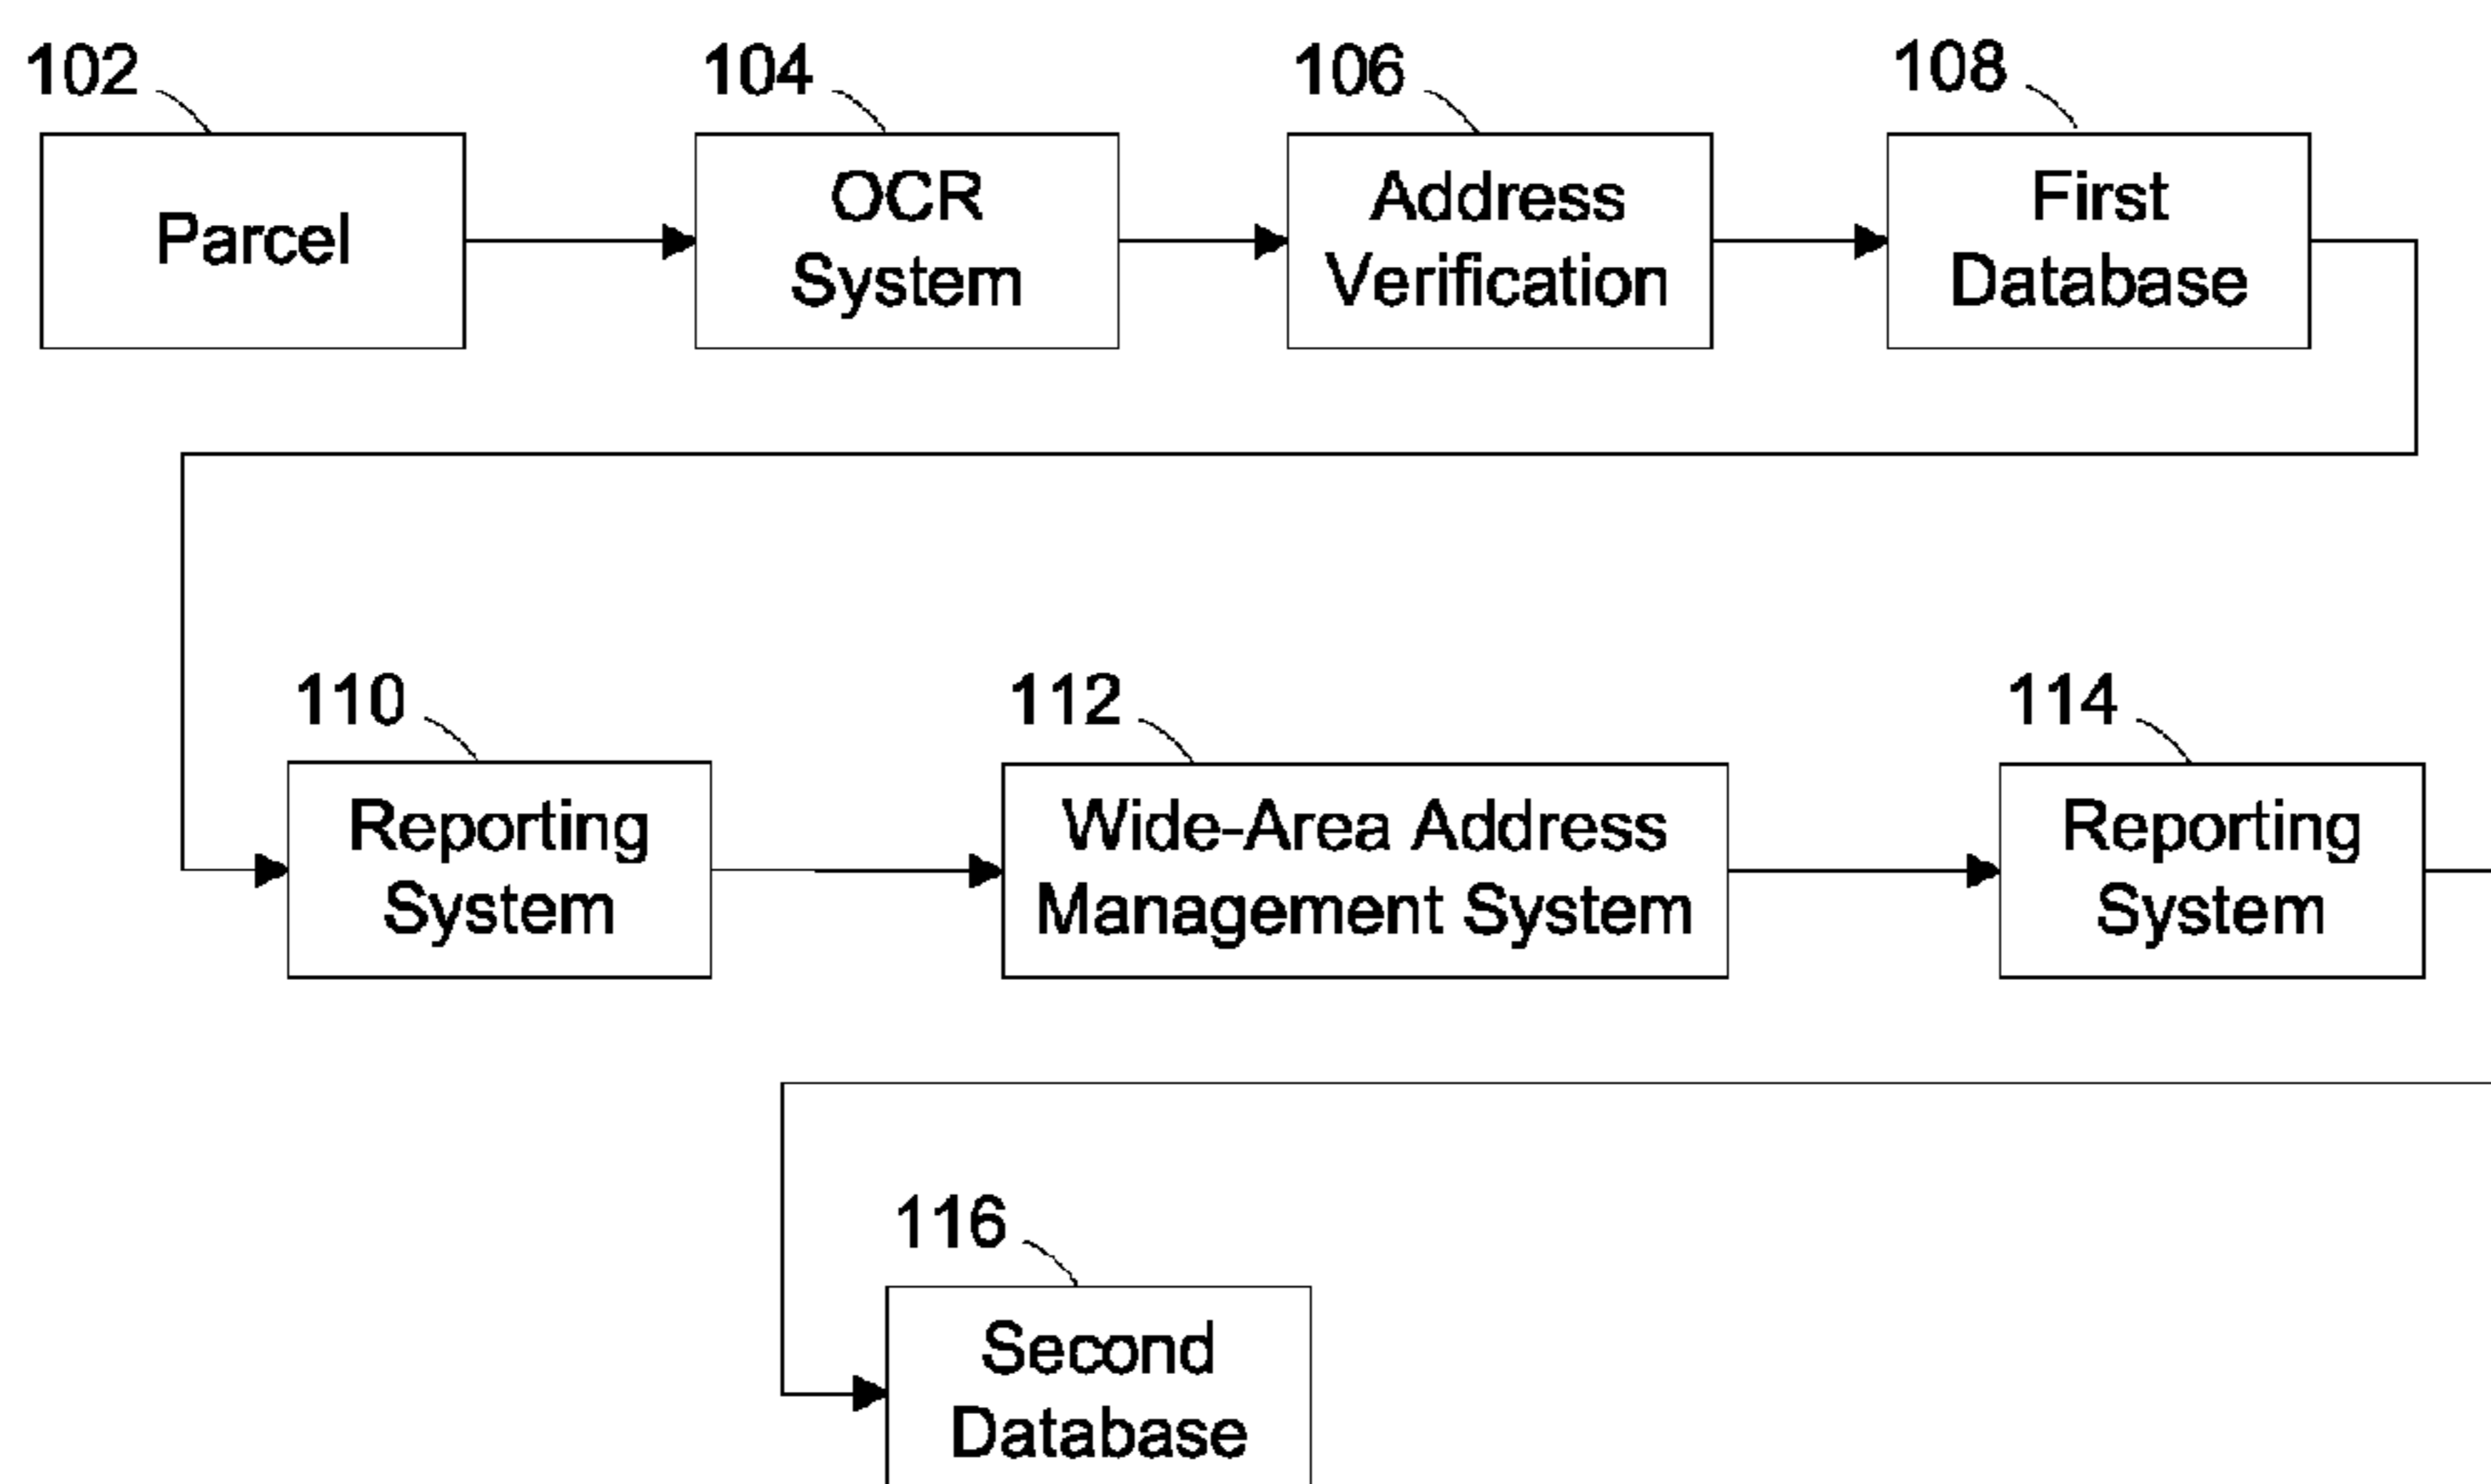 102
Parcel
104
OCR
System
106
Address
Verification
108
First
Database
110
Reporting
System
112
Wide-Area Address
Management System
114
Reporting
System
116
Second
Database